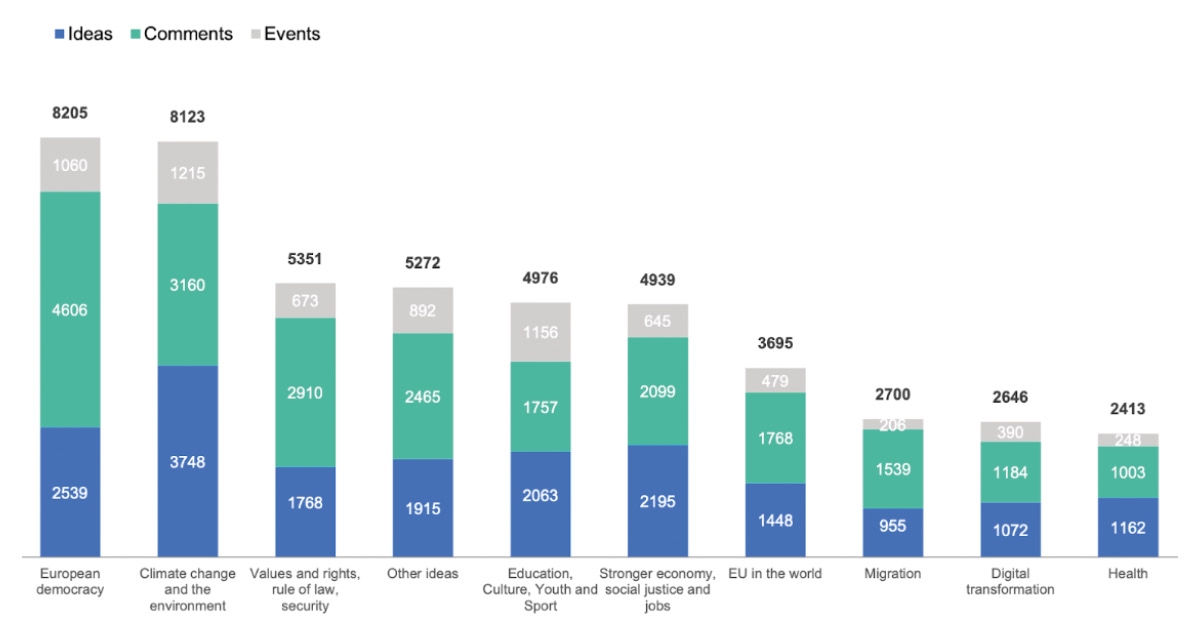 Ideas Comments Events
8205
8123
5351
5272
4976
4939
3695
2700
2646
2413
1060
4606
2539
1215
3160
3748
673
2910
1768
892
2465
1915
1156
1757
2063
645
2099
2195
479
1768
1448
206
1539
955
390
1184
1072
248
1003
1162
European
democracy
Climate change
and the
environment
Values and rights,
rule of law,
security
Other ideas
Education,
Culture, Youth and
Sport
Stronger economy,
social justice and
jobs
EU in the world
Migration
Digital
transformation
Health